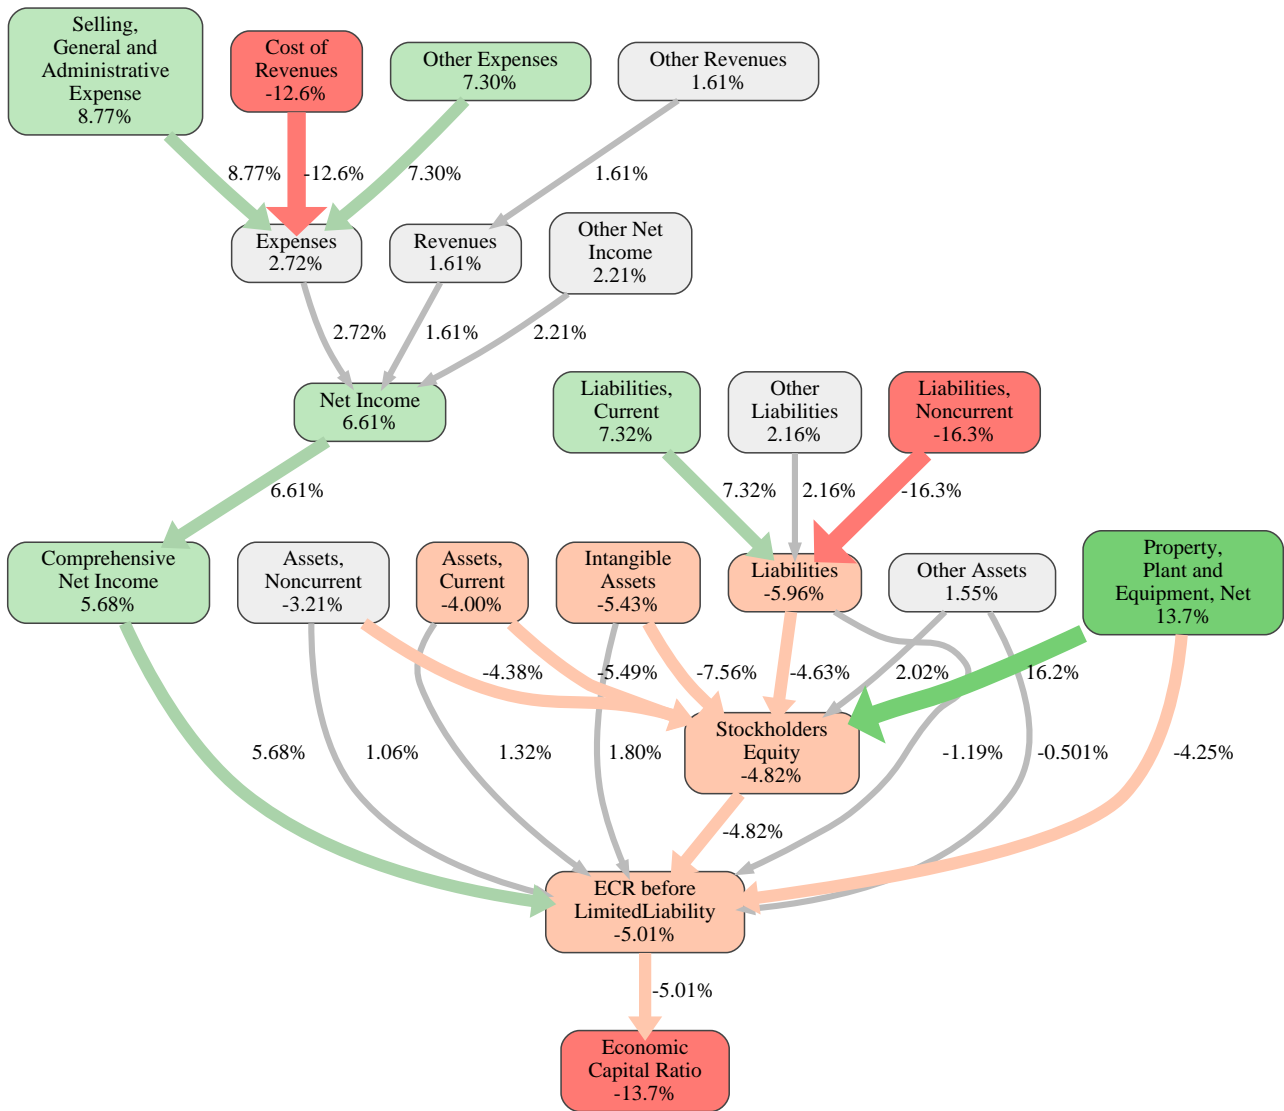 Selling,
General and
Administrative
Expense
8.77%
Cost of
Revenues
-12.6%
Other Expenses
7.30%
Other Revenues
1.61%
8.77%
-12.6%
7.30%
1.61%
Expenses
2.72%
Revenues
1.61%
Other Net
Income
2.21%
2.72%
1.61%
2.21%
Net Income
6.61%
Liabilities,
Current
7.32%
Other
Liabilities
2.16%
Liabilities,
Noncurrent
-16.3%
6.61%
7.32%
2.16%
-16.3%
Comprehensive
Net Income
5.68%
Assets,
Noncurrent
-3.21%
Assets,
Current
-4.00%
Intangible
Assets
-5.43%
Liabilities
-5.96%
Other Assets
1.55%
Property,
Plant and
Equipment, Net
13.7%
-4.38%
-5.49%
-7.56%
-4.63%
2.02%
16.2%
Stockholders
Equity
-4.82%
5.68%
1.06%
1.32%
1.80%
-1.19%
-0.501%
-4.25%
-4.82%
ECR before
LimitedLiability
-5.01%
-5.01%
Economic
Capital Ratio
-13.7%